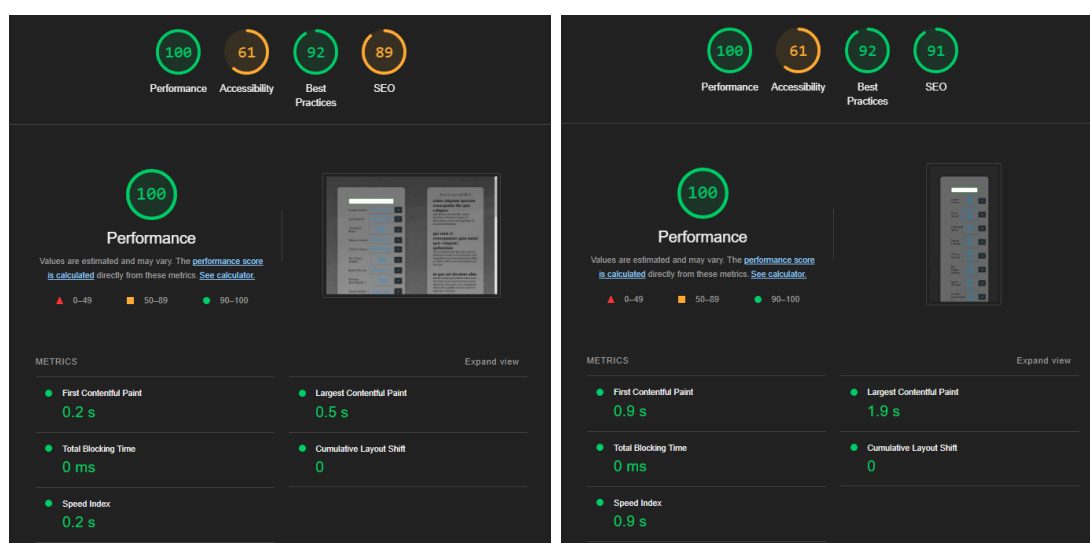 100
61
92
89
Performance
Accessibility
Best
Practices
SEO
100
Performance
Values are estimated and may vary. The performance score
is calculated directly from these metrics. See calculator.
0–49
50–89
90–100
METRICS
Expand view
First Contentful Paint
0.2 s
Largest Contentful Paint
0.5 s
Total Blocking Time
0 ms
Cumulative Layout Shift
0
Speed Index
0.2 s
100
61
92
91
Performance
Accessibility
Best
Practices
SEO
100
Performance
Values are estimated and may vary. The performance score
is calculated directly from these metrics. See calculator.
0–49
50–89
90–100
METRICS
Expand view
First Contentful Paint
0.9 s
Largest Contentful Paint
1.9 s
Total Blocking Time
0 ms
Cumulative Layout Shift
0
Speed Index
0.9 s